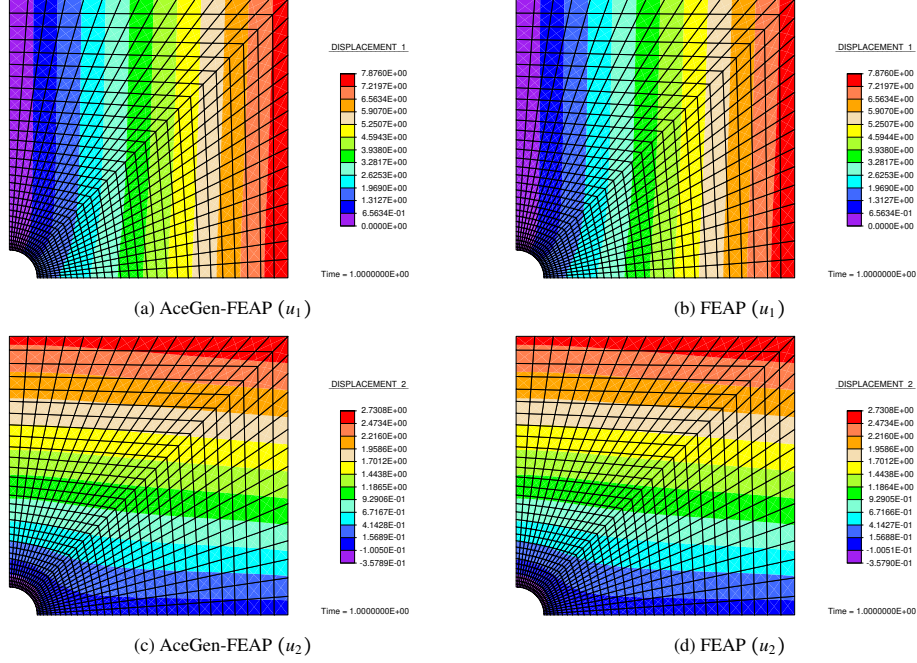 DISPLACEMENT 1
7.8760E+00
7.2197E+00
6.5634E+00
5.9070E+00
5.2507E+00
4.5943E+00
3.9380E+00
3.2817E+00
2.6253E+00
1.9690E+00
1.3127E+00
6.5634E-01
0.0000E+00
Time = 1.0000000E+00
(a) AceGen-FEAP (u₁)
DISPLACEMENT 1
7.8760E+00
7.2197E+00
6.5634E+00
5.9070E+00
5.2507E+00
4.5944E+00
3.9380E+00
3.2817E+00
2.6253E+00
1.9690E+00
1.3127E+00
6.5634E-01
0.0000E+00
Time = 1.0000000E+00
(b) FEAP (u₁)
DISPLACEMENT 2
2.7308E+00
2.4734E+00
2.2160E+00
1.9586E+00
1.7012E+00
1.4438E+00
1.1865E+00
9.2906E-01
6.7167E-01
4.1428E-01
1.5689E-01
-1.0050E-01
-3.5789E-01
Time = 1.0000000E+00
(c) AceGen-FEAP (u₂)
DISPLACEMENT 2
2.7308E+00
2.4734E+00
2.2160E+00
1.9586E+00
1.7012E+00
1.4438E+00
1.1864E+00
9.2905E-01
6.7166E-01
4.1427E-01
1.5688E-01
-1.0051E-01
-3.5790E-01
Time = 1.0000000E+00
(d) FEAP (u₂)